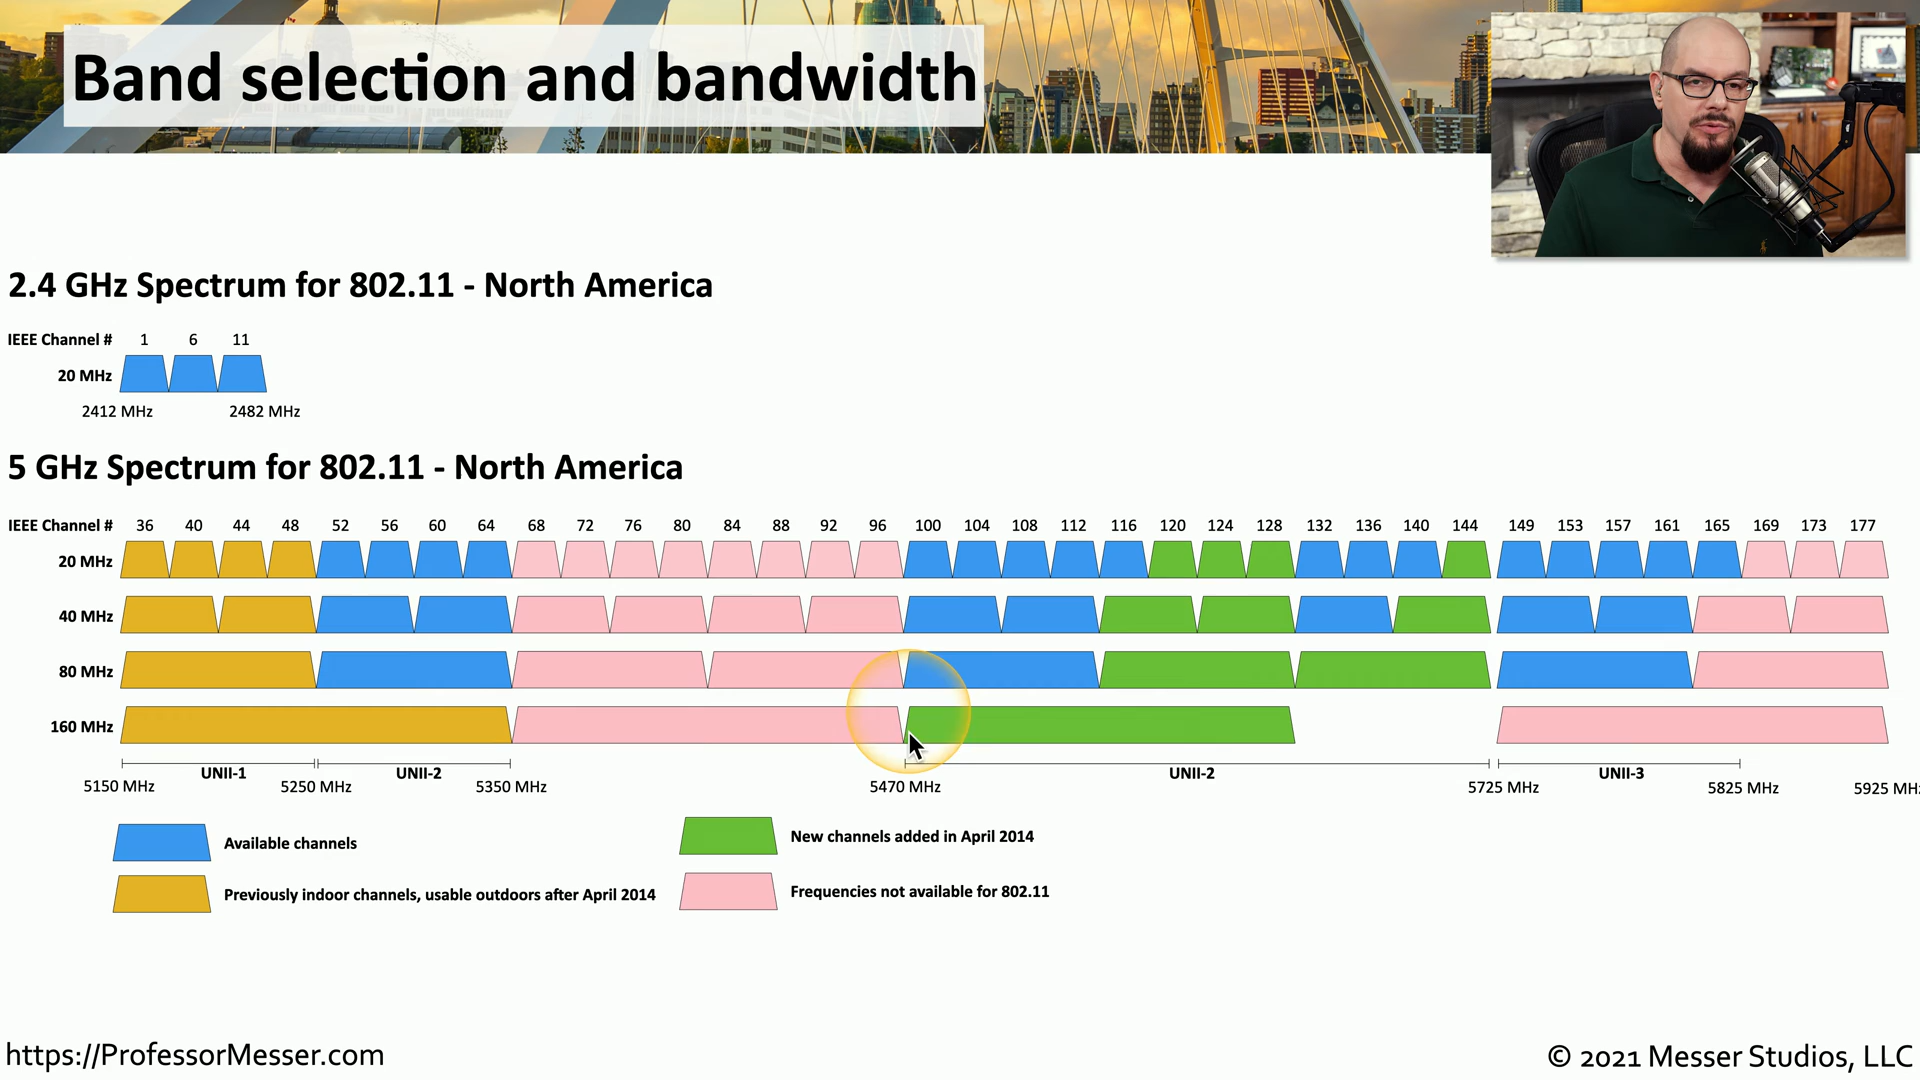 Band selection and bandwidth
2.4 GHz Spectrum for 802.11 - North America
IEEE Channel # 1 6 11
20 MHz
2412 MHz 2482 MHz
5 GHz Spectrum for 802.11 - North America
IEEE Channel # 36 40 44 48 52 56 60 64 68 72 76 80 84 88 92 96 100 104 108 112 116 120 124 128 132 136 140 144 149 153 157 161 165 169 173 177
20 MHz
40 MHz
80 MHz
160 MHz
UNII-1 UNII-2 UNII-2 UNII-3
5150 MHz 5250 MHz 5350 MHz 5470 MHz 5725 MHz 5825 MHz 5925 MHz
Available channels
New channels added in April 2014
Previously indoor channels, usable outdoors after April 2014
Frequencies not available for 802.11
https://ProfessorMesser.com
© 2021 Messer Studios, LLC